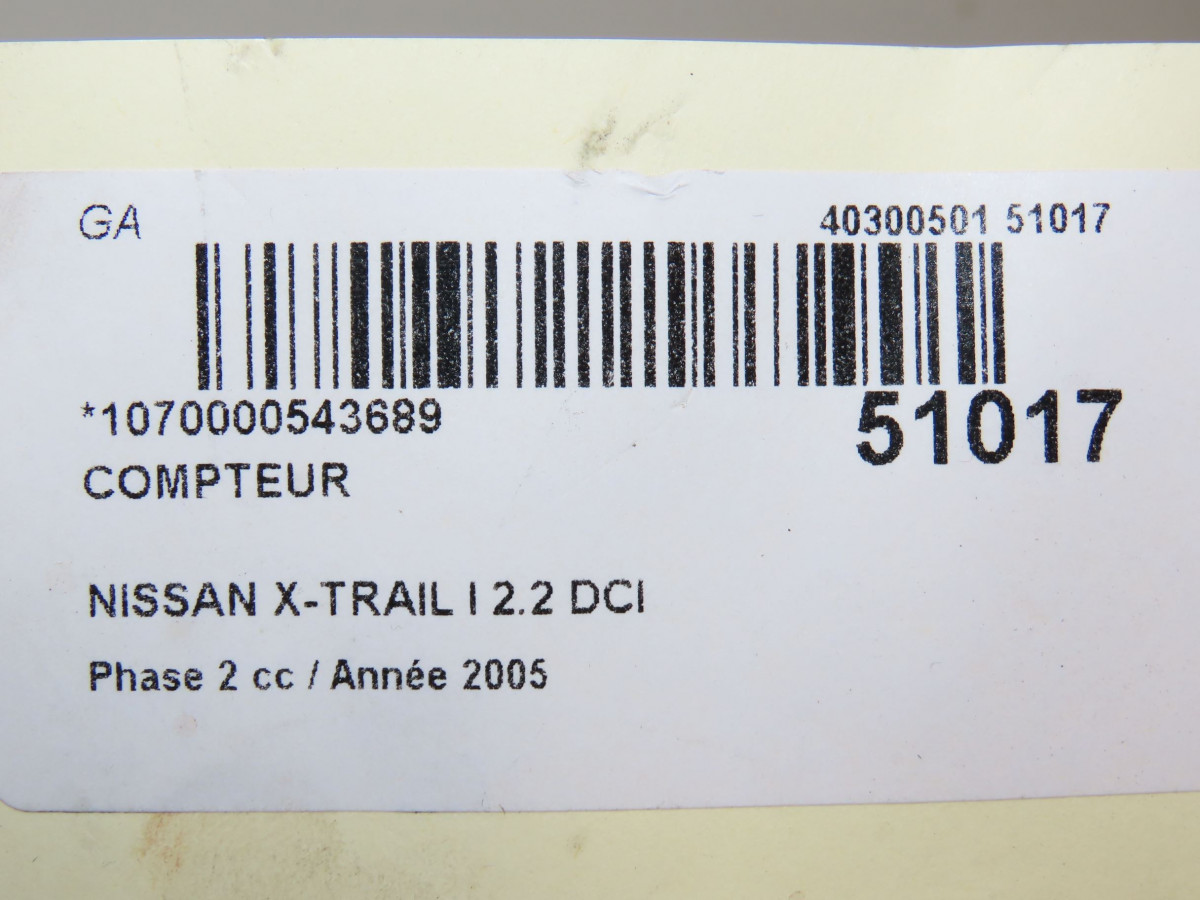 GA
40300501 51017
*1070000543689
51017
COMPTEUR
NISSAN X-TRAIL I 2.2 DCI
Phase 2 cc / Année 2005